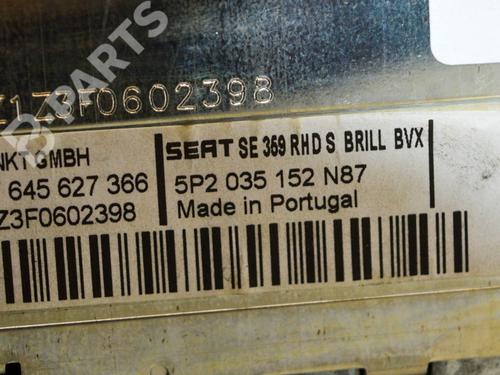 B-PARTS
Z1Z3F0602398
NKT GMBH
645 627 366
Z3F0602398
SEAT SE 369 RHD S BRILL BVX
5P2 035 152 N87
Made in Portugal